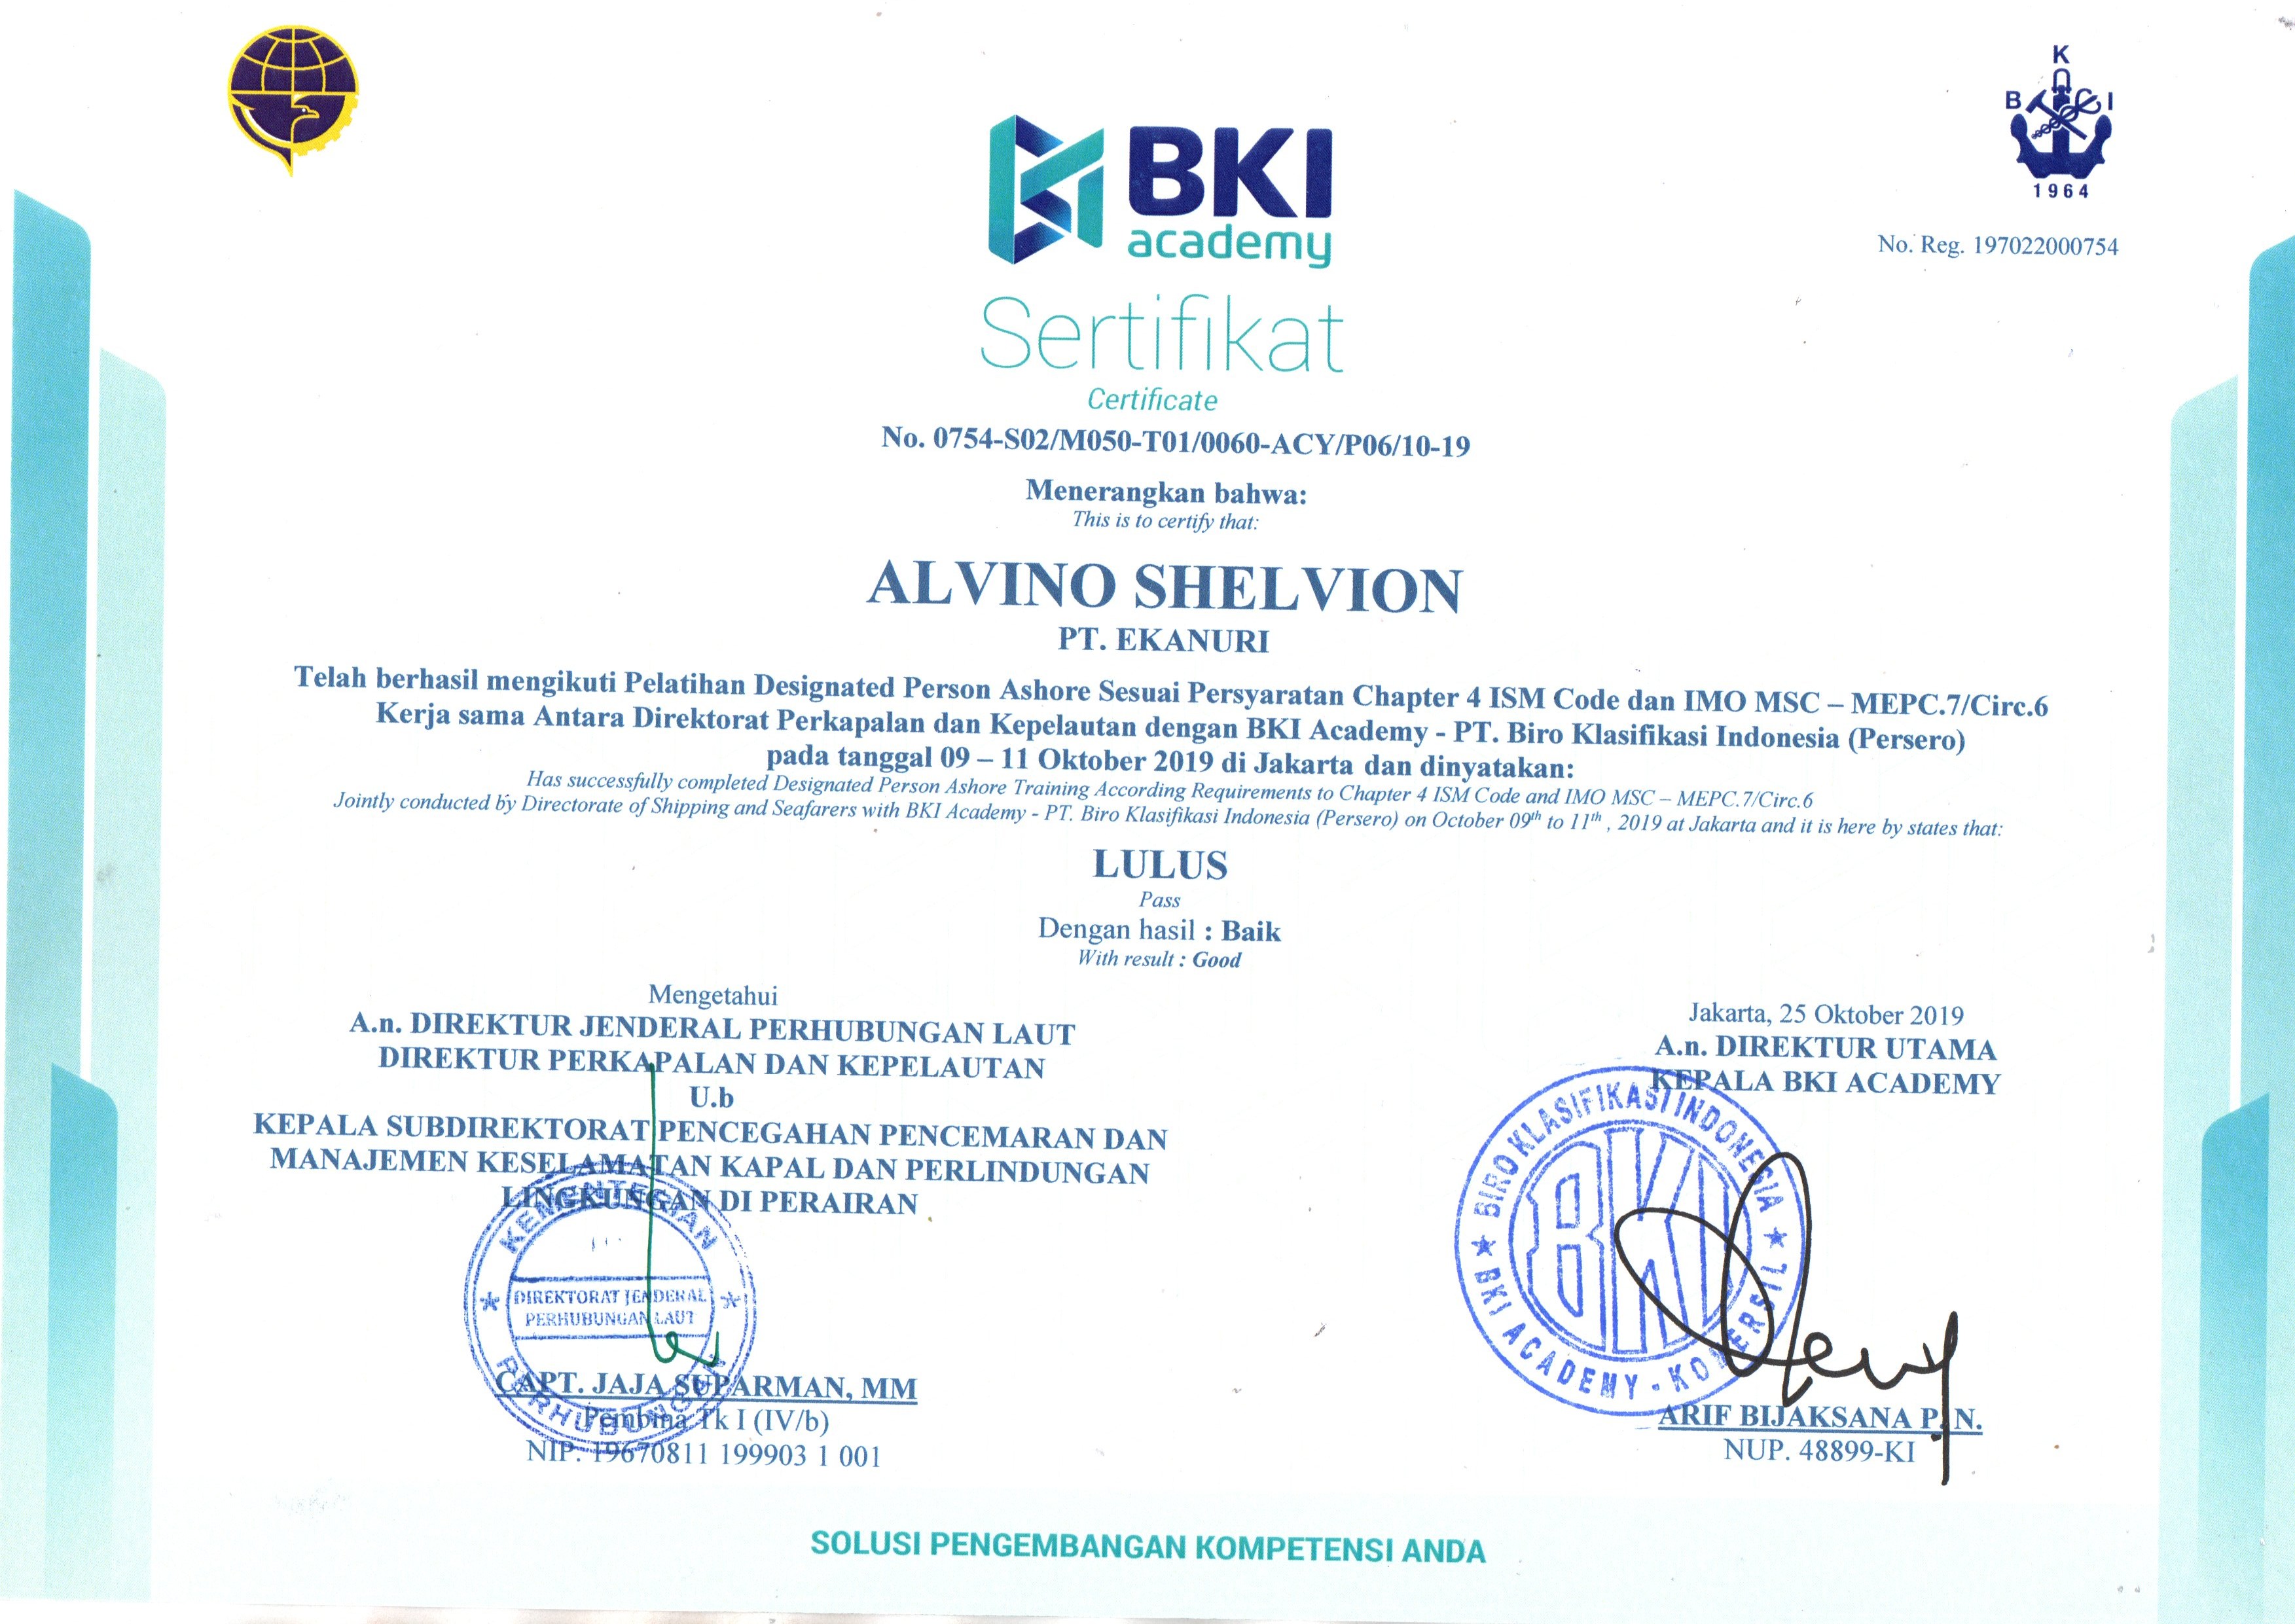 K
B I
1964
BKI
academy
No. Reg. 197022000754
Sertifikat
Certificate
No. 0754-S02/M050-T01/0060-ACY/P06/10-19
Menerangkan bahwa:
This is to certify that:
ALVINO SHELVION
PT. EKANURI
Telah berhasil mengikuti Pelatihan Designated Person Ashore Sesuai Persyaratan Chapter 4 ISM Code dan IMO MSC – MEPC.7/Circ.6
Kerja sama Antara Direktorat Perkapalan dan Kepelautan dengan BKI Academy - PT. Biro Klasifikasi Indonesia (Persero)
pada tanggal 09 – 11 Oktober 2019 di Jakarta dan dinyatakan:
Has successfully completed Designated Person Ashore Training According Requirements to Chapter 4 ISM Code and IMO MSC – MEPC.7/Circ.6
Jointly conducted by Directorate of Shipping and Seafarers with BKI Academy - PT. Biro Klasifikasi Indonesia (Persero) on October 09th to 11th , 2019 at Jakarta and it is here by states that:
LULUS
Pass
Dengan hasil : Baik
With result : Good
Mengetahui
A.n. DIREKTUR JENDERAL PERHUBUNGAN LAUT
DIREKTUR PERKAPALAN DAN KEPELAUTAN
U.b
KEPALA SUBDIREKTORAT PENCEGAHAN PENCEMARAN DAN
MANAJEMEN KESELAMATAN KAPAL DAN PERLINDUNGAN
LINGKUNGAN DI PERAIRAN
KEMENTERIAN
DIREKTORAT JENDERAL
PERHUBUNGAN LAUT
PERHUBUNGAN
CAPT. JAJA SUPARMAN, MM
Pembina Tk I (IV/b)
NIP. 19670811 199903 1 001
Jakarta, 25 Oktober 2019
A.n. DIREKTUR UTAMA
KEPALA BKI ACADEMY
BIRO KLASIFIKASI INDONESIA
BKI
BKI ACADEMY - KOMERSIL
ARIF BIJAKSANA P. N.
NUP. 48899-KI
SOLUSI PENGEMBANGAN KOMPETENSI ANDA